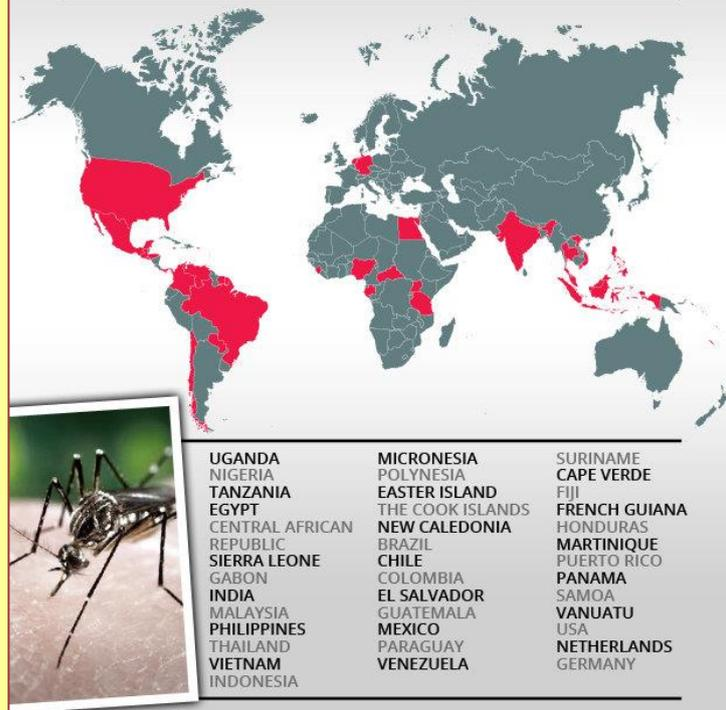 UGANDA
NIGERIA
TANZANIA
EGYPT
CENTRAL AFRICAN
REPUBLIC
SIERRA LEONE
GABON
INDIA
MALAYSIA
PHILIPPINES
THAILAND
VIETNAM
INDONESIA
MICRONESIA
POLYNESIA
EASTER ISLAND
THE COOK ISLANDS
NEW CALEDONIA
BRAZIL
CHILE
COLOMBIA
EL SALVADOR
GUATEMALA
MEXICO
PARAGUAY
VENEZUELA
SURINAME
CAPE VERDE
FIJI
FRENCH GUIANA
HONDURAS
MARTINIQUE
PUERTO RICO
PANAMA
SAMOA
VANUATU
USA
NETHERLANDS
GERMANY